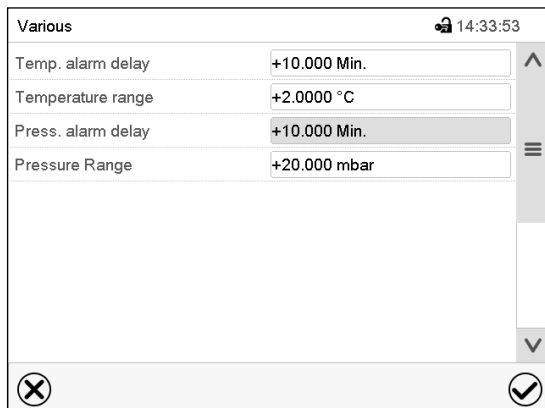 Various 14:33:53
Temp. alarm delay +10.000 Min.
Temperature range +2.0000 °C
Press. alarm delay +10.000 Min.
Pressure Range +20.000 mbar